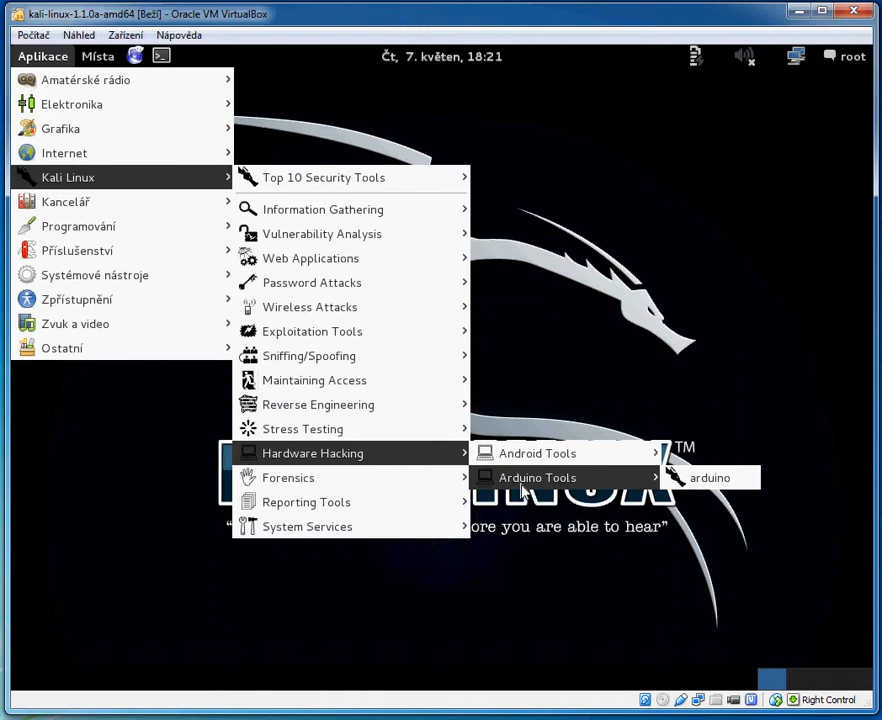 kali-linux-1.1.0a-amd64 [Beží] - Oracle VM VirtualBox
Počítač Náhled Zařízení Nápověda
Aplikace Místa Čt, 7. květen, 18:21 root
Amatérské rádio
Elektronika
Grafika
Internet
Kali Linux
Kancelář
Programování
Příslušenství
Systémové nástroje
Zpřístupnění
Zvuk a video
Ostatní
Top 10 Security Tools
Information Gathering
Vulnerability Analysis
Web Applications
Password Attacks
Wireless Attacks
Exploitation Tools
Sniffing/Spoofing
Maintaining Access
Reverse Engineering
Stress Testing
Hardware Hacking
Forensics
Reporting Tools
System Services
Android Tools
Arduino Tools
arduino
TM
ore you are able to hear”
Right Control